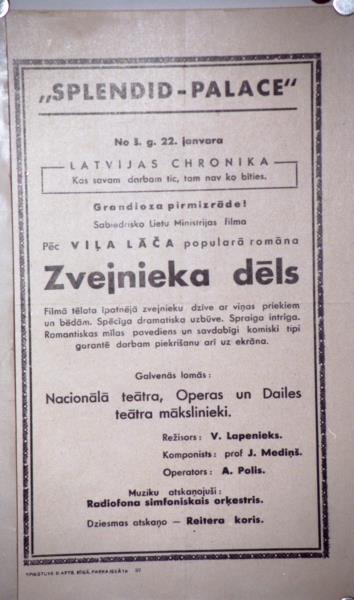 „SPLENDID-PALACE“
No š. g. 22. janvara
LATVIJAS CHRONIKA
Kas savam darbam tic, tam nav ko bīties.
Grandioza pirmizrāde!
Sabiedrisko Lietu Ministrijas filma
Pēc VIĻA LĀČA populārā romāna
Zvejnieka dēls
Filmā tēlota īpatnējā zvejnieku dzīve ar viņas priekiem
un bēdām. Spēcīga dramatiska uzbūve. Spraiga intriga.
Romantiskas mīlas pavediens un savdabīgi komiski tipi
garantē darbam piekrišanu arī uz ekrāna.
Galvenās lomās:
Nacionālā teātra, Operas un Dailes
teātra mākslinieki.
Režisors: V. Lapenieks.
Komponists: prof J. Mediņš.
Operators: A. Polis.
Muziku atskaņojuši:
Radiofona simfoniskais orķestris.
Dziesmas atskaņo — Reitera koris.